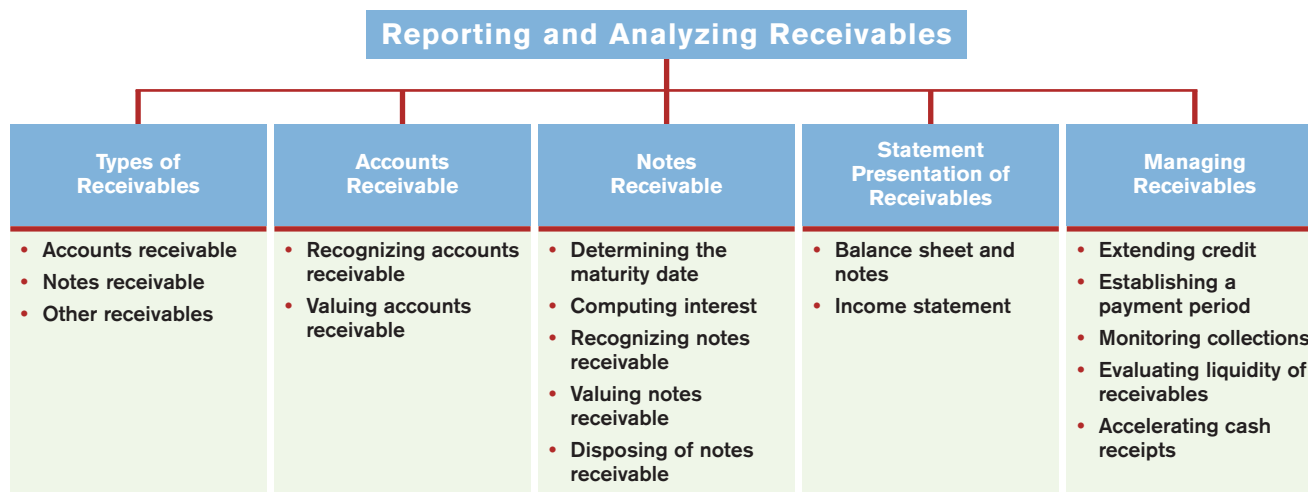 Reporting and Analyzing Receivables
Types of
Receivables
• Accounts receivable
• Notes receivable
• Other receivables
Accounts
Receivable
• Recognizing accounts
receivable
• Valuing accounts
receivable
Notes
Receivable
• Determining the
maturity date
• Computing interest
• Recognizing notes
receivable
• Valuing notes
receivable
• Disposing of notes
receivable
Statement
Presentation of
Receivables
• Balance sheet and
notes
• Income statement
Managing
Receivables
• Extending credit
• Establishing a
payment period
• Monitoring collections
• Evaluating liquidity of
receivables
• Accelerating cash
receipts